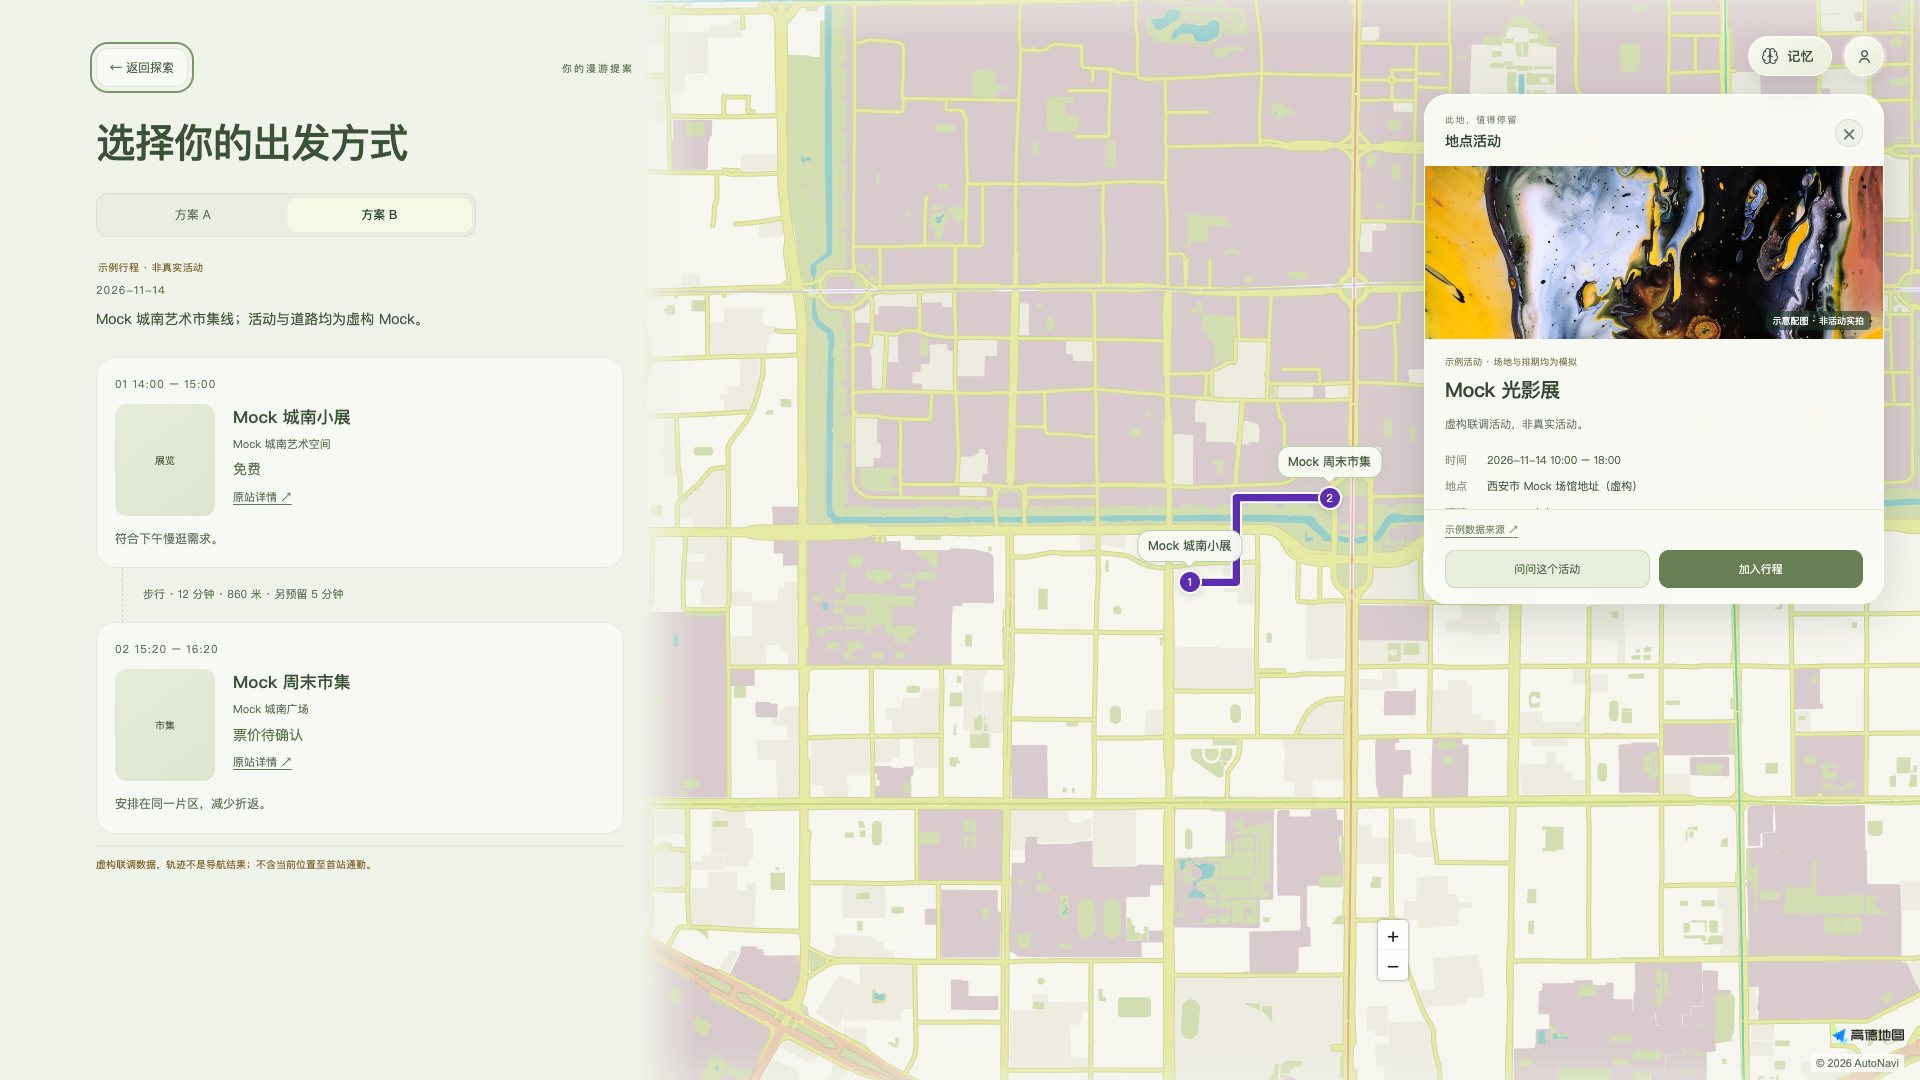 ← 返回探索
你的漫游提案
选择你的出发方式
方案 A
方案 B
示例行程 · 非真实活动
2026-11-14
Mock 城南艺术市集线；活动与道路均为虚构 Mock。
01 14:00 — 15:00
展览
Mock 城南小展
Mock 城南艺术空间
免费
原站详情 ↗
符合下午慢逛需求。
步行 · 12 分钟 · 860 米 · 另预留 5 分钟
02 15:20 — 16:20
市集
Mock 周末市集
Mock 城南广场
票价待确认
原站详情 ↗
安排在同一片区，减少折返。
虚构联调数据，轨迹不是导航结果；不含当前位置至首站通勤。
Mock 周末市集
2
Mock 城南小展
1
记忆
此地，值得停留
地点活动
示意配图 · 非活动实拍
示例活动 · 场地与排期均为模拟
Mock 光影展
虚构联调活动，非真实活动。
时间 2026-11-14 10:00 — 18:00
地点 西安市 Mock 场馆地址（虚构）
示例数据来源 ↗
问问这个活动
加入行程
+
−
高德地图
© 2026 AutoNavi